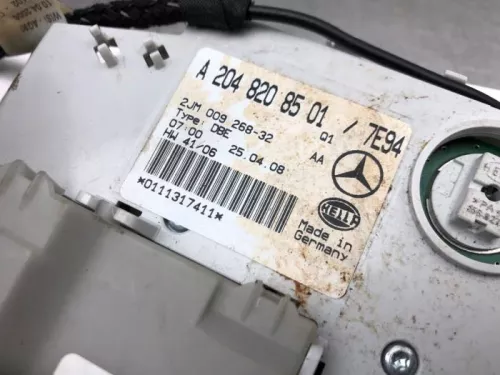 A 204 820 85 01 / 7E94
2JM 009 268-32 Q1
Type: DBE AA
07:00 25.04.08
HW 41/06
*0111317411*
HELLA
Made in
Germany